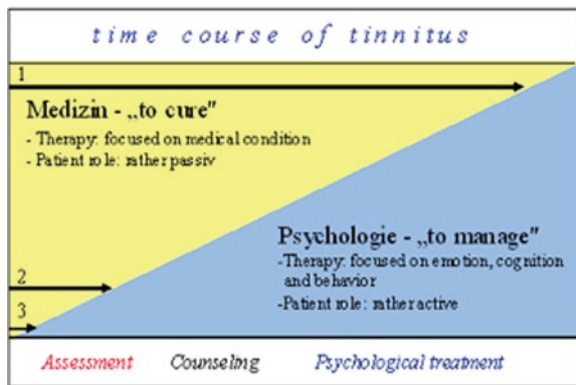 time course of tinnitus
1
Medizin - „to cure"
- Therapy: focused on medical condition
- Patient role: rather passiv
Psychologie - „to manage"
-Therapy: focused on emotion, cognition
and behavior
-Patient role: rather active
2
3
Assessment Counseling Psychological treatment